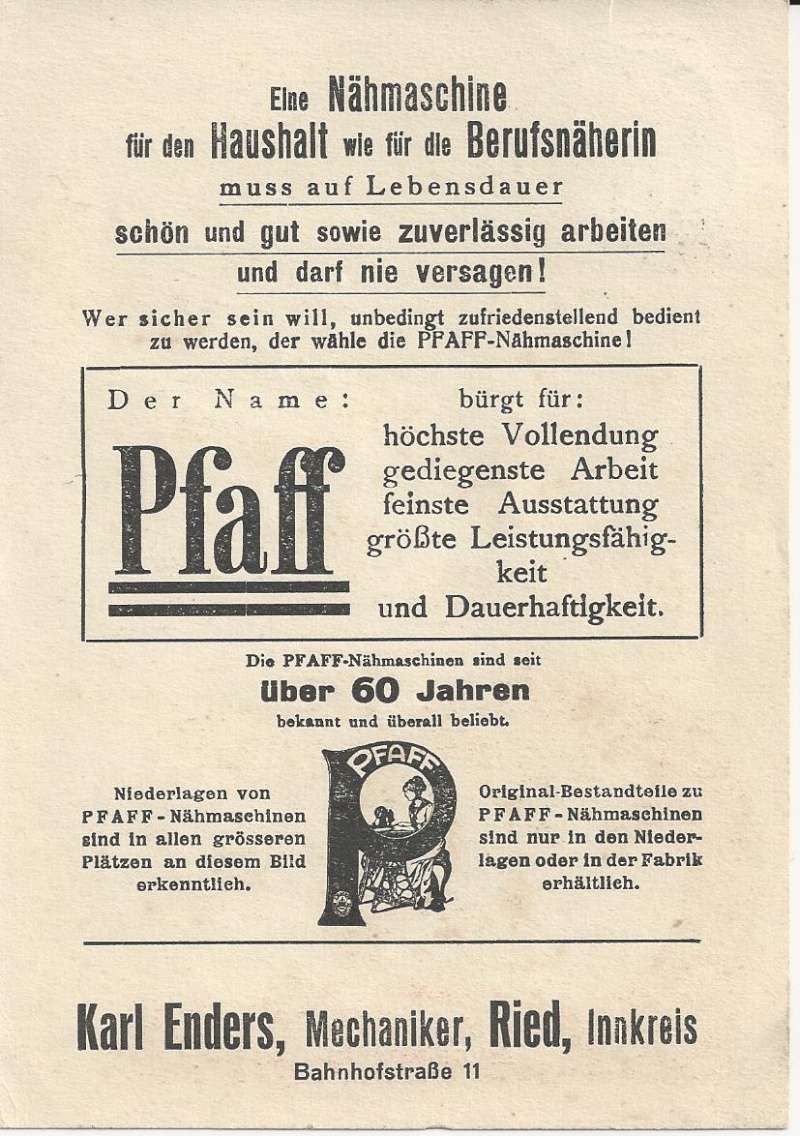 Eine Nähmaschine
für den Haushalt wie für die Berufsnäherin
muss auf Lebensdauer
schön und gut sowie zuverlässig arbeiten
und darf nie versagen!
Wer sicher sein will, unbedingt zufriedenstellend bedient
zu werden, der wähle die PFAFF-Nähmaschine!
Der Name:
Pfaff
bürgt für:
höchste Vollendung
gediegenste Arbeit
feinste Ausstattung
größte Leistungsfähig-
keit
und Dauerhaftigkeit.
Die PFAFF-Nähmaschinen sind seit
über 60 Jahren
bekannt und überall beliebt.
Niederlagen von
PFAFF-Nähmaschinen
sind in allen grösseren
Plätzen an diesem Bild
erkenntlich.
PFAFF
Original-Bestandteile zu
PFAFF-Nähmaschinen
sind nur in den Nieder-
lagen oder in der Fabrik
erhältlich.
Karl Enders, Mechaniker, Ried, Innkreis
Bahnhofstraße 11